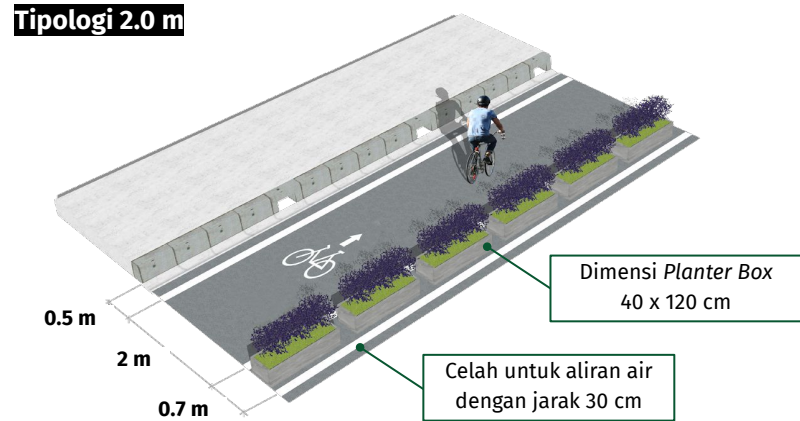 Tipologi 2.0 m
0.5 m
2 m
0.7 m
Dimensi Planter Box
40 x 120 cm
Celah untuk aliran air
dengan jarak 30 cm